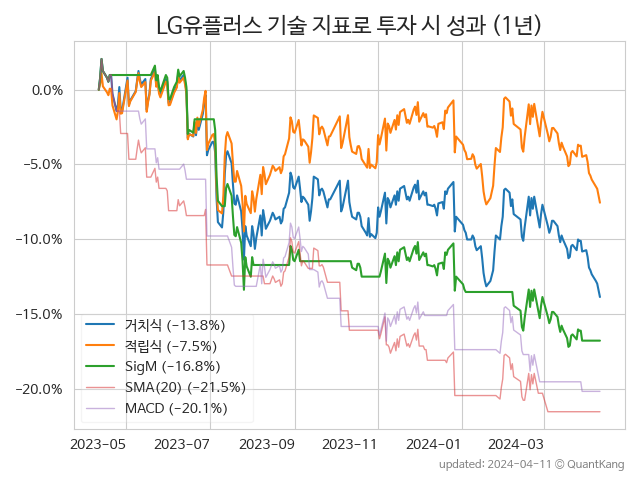 LG유플러스 기술 지표로 투자 시 성과 (1년)
0.0%
−5.0%
−10.0%
−15.0%
−20.0%
거치식 (−13.8%)
적립식 (−7.5%)
SigM (−16.8%)
SMA(20) (−21.5%)
MACD (−20.1%)
2023-05 2023-07 2023-09 2023-11 2024-01 2024-03
updated: 2024-04-11 © QuantKang